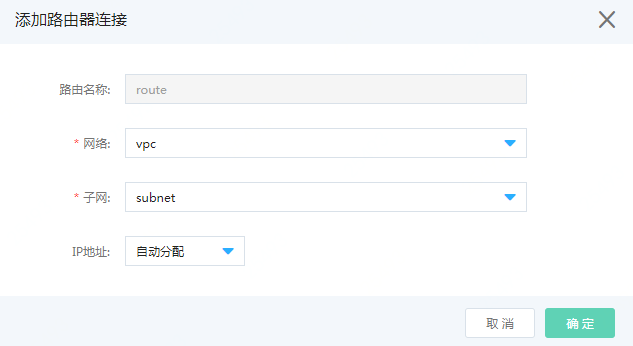 添加路由器连接
路由名称: route
* 网络: vpc
* 子网: subnet
IP地址: 自动分配
取 消 确 定